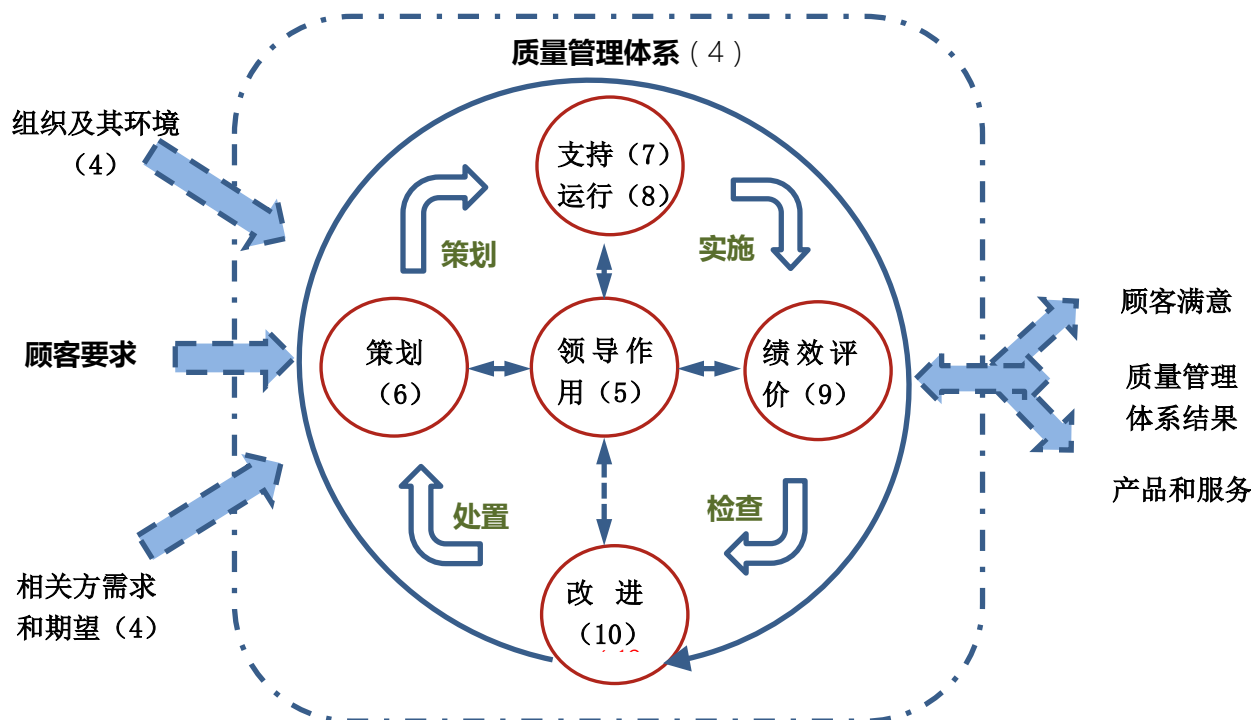 质量管理体系(4)
组织及其环境
(4)
支持(7)
运行(8)
策划
实施
顾客要求
策划
(6)
领导作
用(5)
绩效评
价(9)
顾客满意
质量管理
体系结果
产品和服务
处置
检查
相关方需求
和期望(4)
改 进
(10)